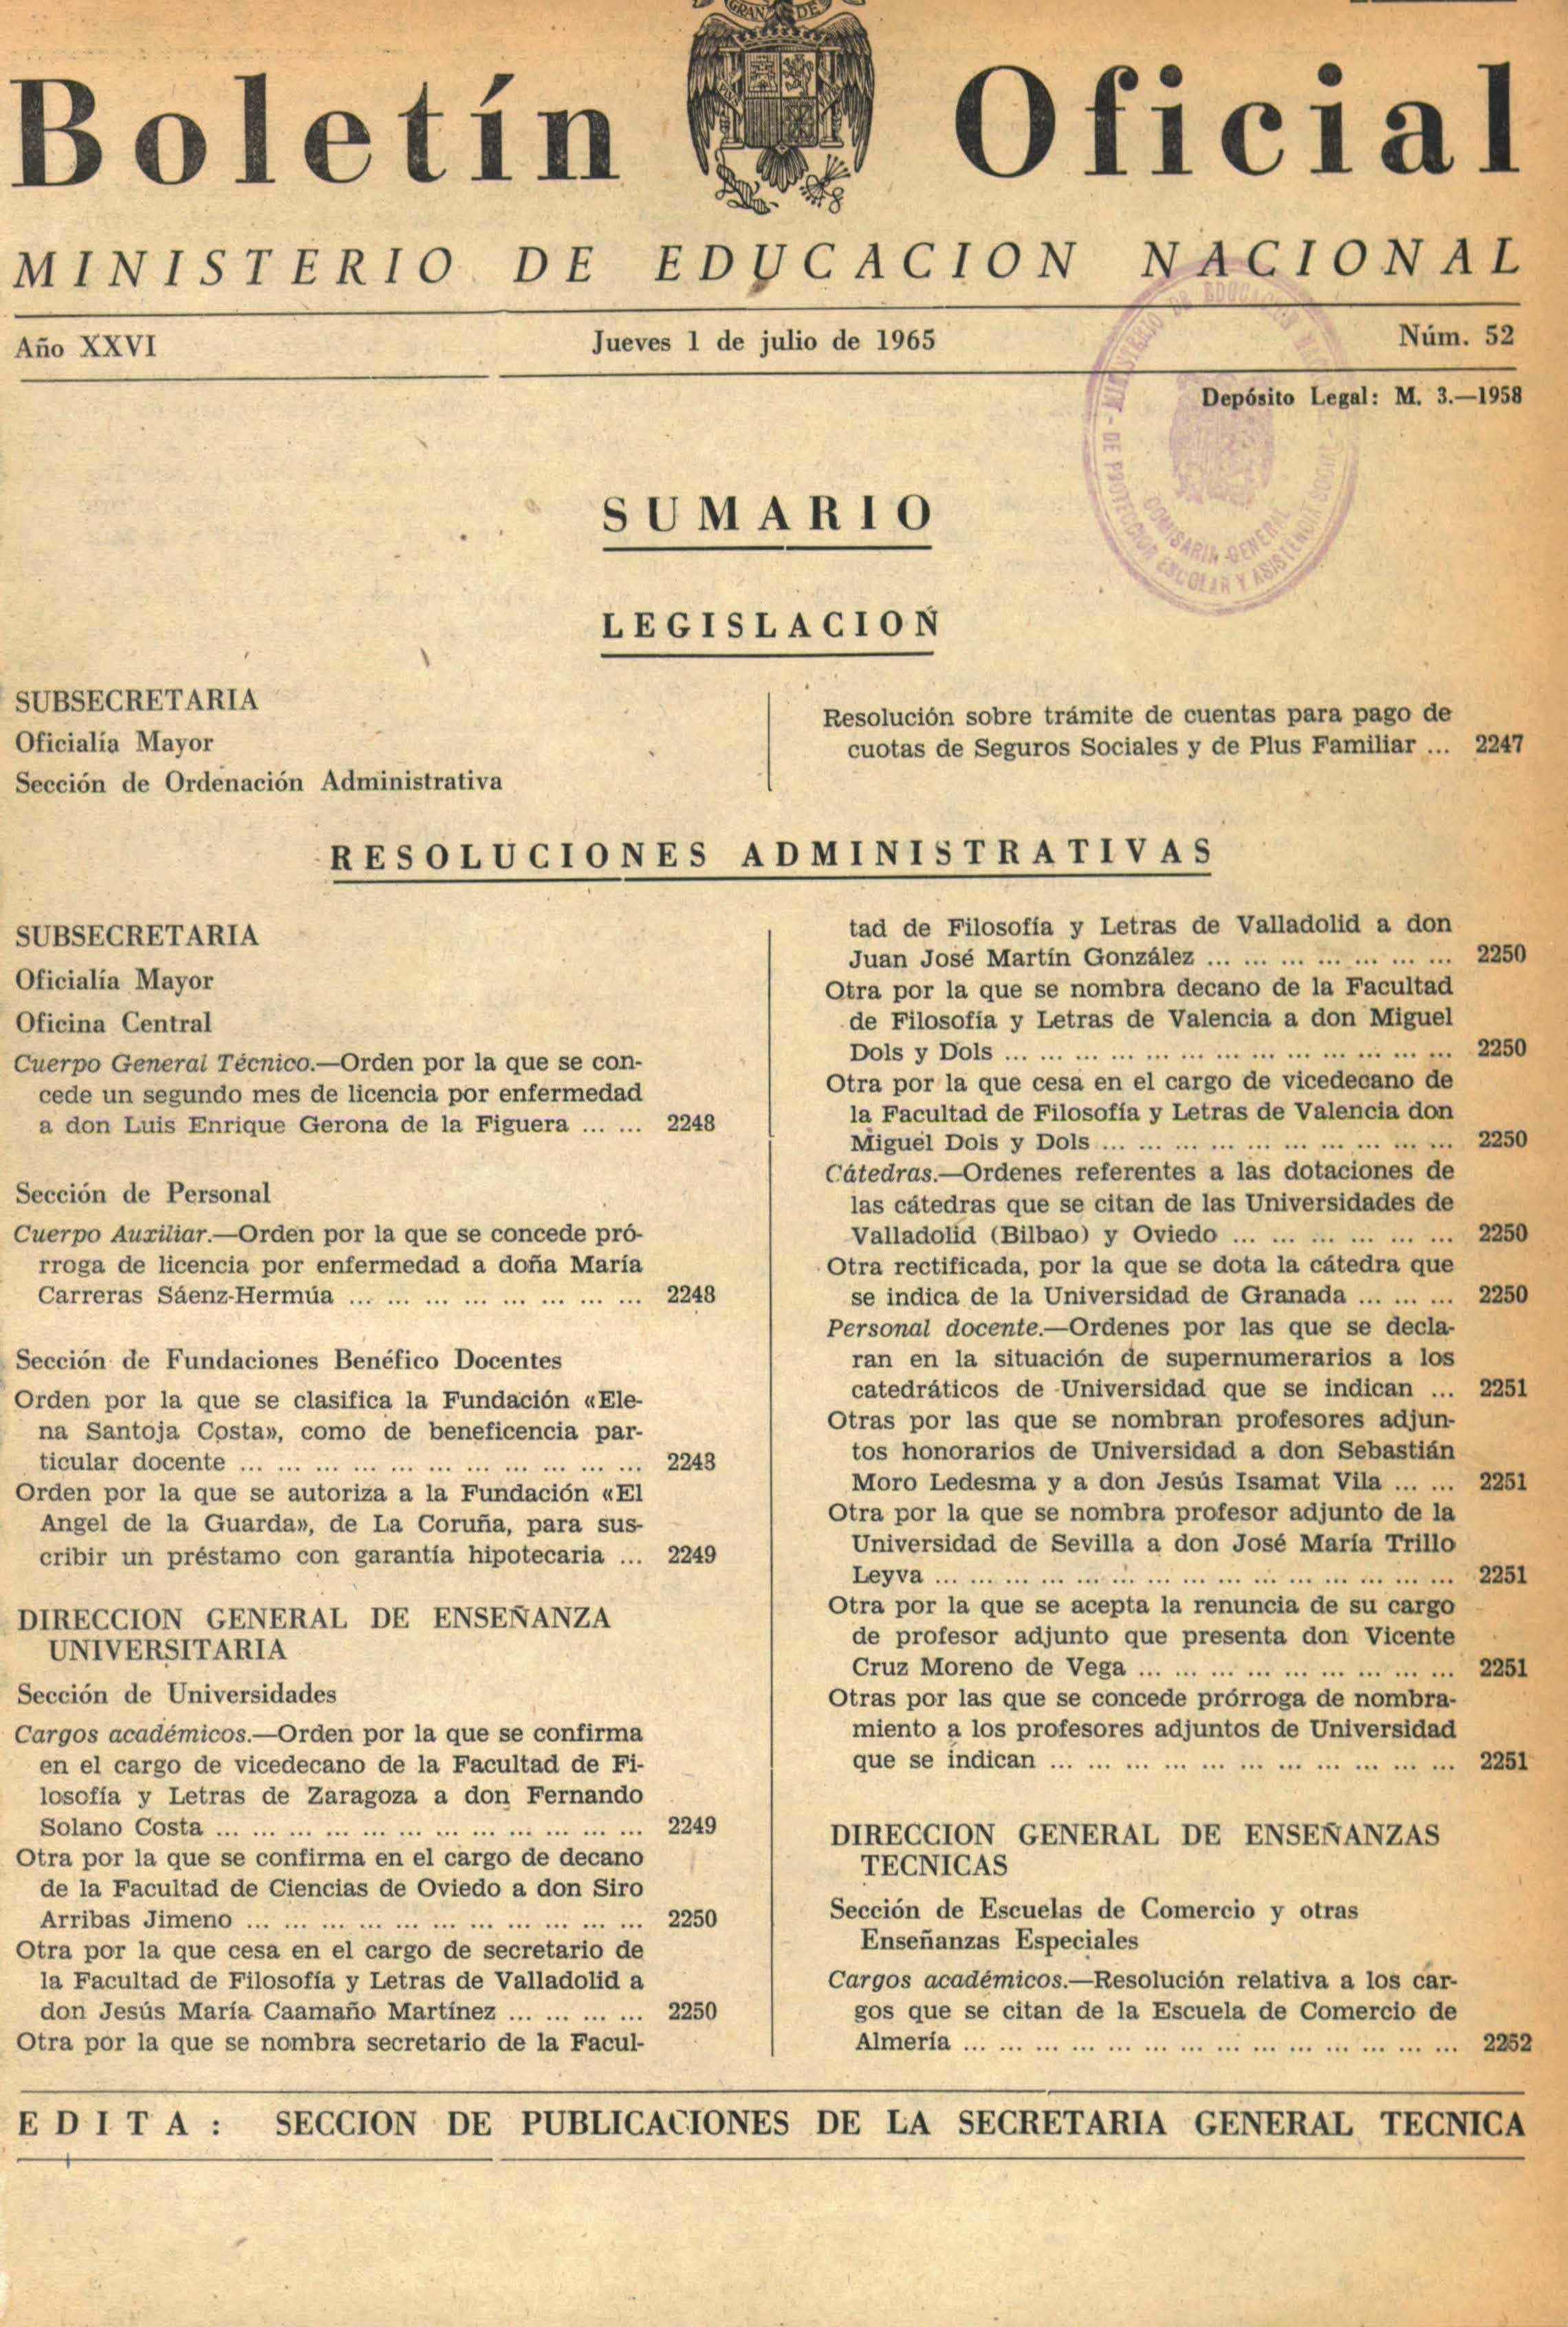 GRANDE
Boletín Oficial
MINISTERIO DE EDUCACION NACIONAL
Año XXVI
Jueves 1 de julio de 1965
Núm. 52
Depósito Legal: M. 3.—1958
COMISARIA GENERAL
DE PROTECCION ESCOLAR Y ASISTENCIA SOCIAL
SUMARIO
LEGISLACION
SUBSECRETARIA
Oficialía Mayor
Sección de Ordenación Administrativa
Resolución sobre trámite de cuentas para pago de
cuotas de Seguros Sociales y de Plus Familiar ... 2247
RESOLUCIONES ADMINISTRATIVAS
SUBSECRETARIA
Oficialía Mayor
Oficina Central
Cuerpo General Técnico.—Orden por la que se con-
cede un segundo mes de licencia por enfermedad
a don Luis Enrique Gerona de la Figuera ... ... 2248
Sección de Personal
Cuerpo Auxiliar.—Orden por la que se concede pró-
rroga de licencia por enfermedad a doña María
Carreras Sáenz-Hermúa ... ... ... ... ... ... ... ... 2248
Sección de Fundaciones Benéfico Docentes
Orden por la que se clasifica la Fundación «Ele-
na Santoja Costa», como de beneficencia par-
ticular docente ... ... ... ... ... ... ... ... ... ... ... 2248
Orden por la que se autoriza a la Fundación «El
Angel de la Guarda», de La Coruña, para sus-
cribir un préstamo con garantía hipotecaria ... 2249
DIRECCION GENERAL DE ENSEÑANZA
UNIVERSITARIA
Sección de Universidades
Cargos académicos.—Orden por la que se confirma
en el cargo de vicedecano de la Facultad de Fi-
losofía y Letras de Zaragoza a don Fernando
Solano Costa ... ... ... ... ... ... ... ... ... ... ... ... 2249
Otra por la que se confirma en el cargo de decano
de la Facultad de Ciencias de Oviedo a don Siro
Arribas Jimeno ... ... ... ... ... ... ... ... ... ... ... 2250
Otra por la que cesa en el cargo de secretario de
la Facultad de Filosofía y Letras de Valladolid a
don Jesús María Caamaño Martínez ... ... ... ... 2250
Otra por la que se nombra secretario de la Facul-
tad de Filosofía y Letras de Valladolid a don
Juan José Martín González ... ... ... ... ... ... ... 2250
Otra por la que se nombra decano de la Facultad
de Filosofía y Letras de Valencia a don Miguel
Dols y Dols ... ... ... ... ... ... ... ... ... ... ... ... ... 2250
Otra por la que cesa en el cargo de vicedecano de
la Facultad de Filosofía y Letras de Valencia don
Miguel Dols y Dols ... ... ... ... ... ... ... ... ... ... 2250
Cátedras.—Ordenes referentes a las dotaciones de
las cátedras que se citan de las Universidades de
Valladolid (Bilbao) y Oviedo ... ... ... ... ... ... 2250
Otra rectificada, por la que se dota la cátedra que
se indica de la Universidad de Granada ... ... ... 2250
Personal docente.—Ordenes por las que se decla-
ran en la situación de supernumerarios a los
catedráticos de Universidad que se indican ... 2251
Otras por las que se nombran profesores adjun-
tos honorarios de Universidad a don Sebastián
Moro Ledesma y a don Jesús Isamat Vila ... ... 2251
Otra por la que se nombra profesor adjunto de la
Universidad de Sevilla a don José María Trillo
Leyva ... ... ... ... ... ... ... ... ... ... ... ... ... ... ... 2251
Otra por la que se acepta la renuncia de su cargo
de profesor adjunto que presenta don Vicente
Cruz Moreno de Vega ... ... ... ... ... ... ... ... ... 2251
Otras por las que se concede prórroga de nombra-
miento a los profesores adjuntos de Universidad
que se indican ... ... ... ... ... ... ... ... ... ... ... 2251
DIRECCION GENERAL DE ENSEÑANZAS
TECNICAS
Sección de Escuelas de Comercio y otras
Enseñanzas Especiales
Cargos académicos.—Resolución relativa a los car-
gos que se citan de la Escuela de Comercio de
Almería ... ... ... ... ... ... ... ... ... ... ... ... ... ... 2252
EDITA: SECCION DE PUBLICACIONES DE LA SECRETARIA GENERAL TECNICA